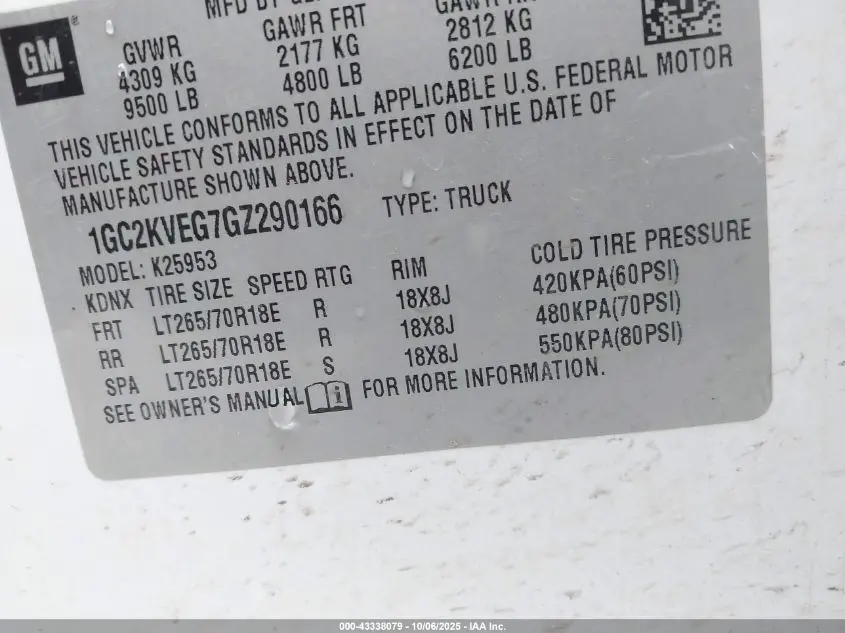 GM
MFD BY
GVWR GAWR FRT GAWR
4309 KG 2177 KG 2812 KG
9500 LB 4800 LB 6200 LB
THIS VEHICLE CONFORMS TO ALL APPLICABLE U.S. FEDERAL MOTOR
VEHICLE SAFETY STANDARDS IN EFFECT ON THE DATE OF
MANUFACTURE SHOWN ABOVE.
1GC2KVEG7GZ290166 TYPE: TRUCK
MODEL: K25953
KDNX TIRE SIZE SPEED RTG RIM COLD TIRE PRESSURE
FRT LT265/70R18E R 18X8J 420KPA(60PSI)
RR LT265/70R18E R 18X8J 480KPA(70PSI)
SPA LT265/70R18E S 18X8J 550KPA(80PSI)
SEE OWNER'S MANUAL i FOR MORE INFORMATION.
000-43338079 - 10/06/2025 - IAA Inc.